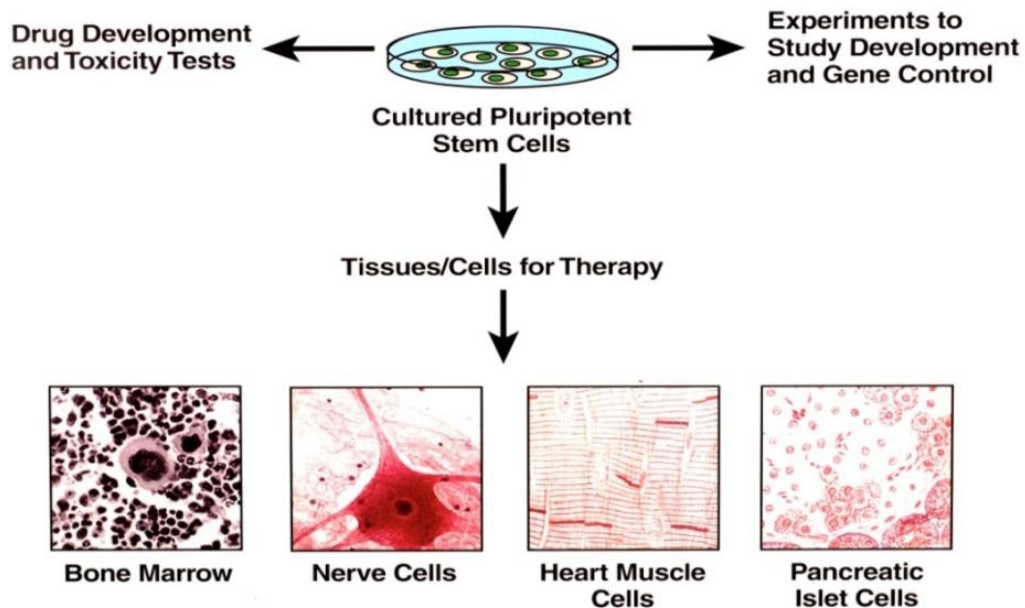 Drug Development
and Toxicity Tests
Experiments to
Study Development
and Gene Control
Cultured Pluripotent
Stem Cells
Tissues/Cells for Therapy
Bone Marrow
Nerve Cells
Heart Muscle
Cells
Pancreatic
Islet Cells